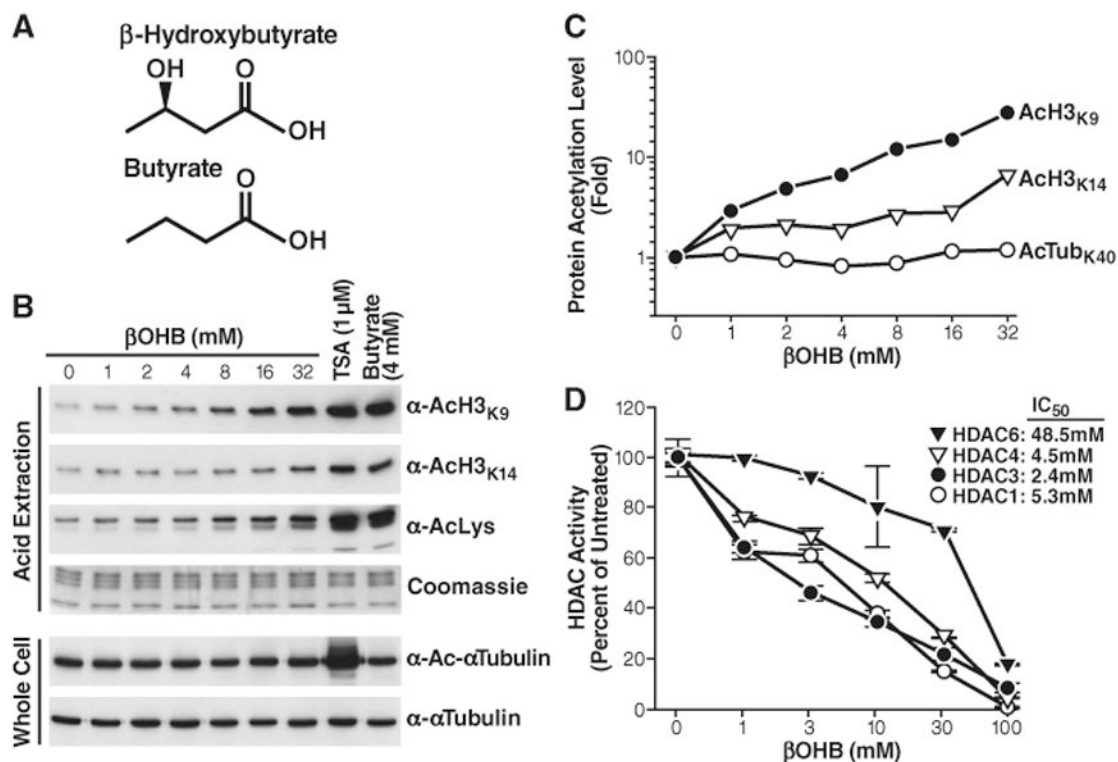 A
β-Hydroxybutyrate
OH
O
OH
Butyrate
O
OH
B
βOHB (mM)
TSA (1 µM)
Butyrate
(4 mM)
0 1 2 4 8 16 32
Acid Extraction
α-AcH3K9
α-AcH3K14
α-AcLys
Coomassie
Whole Cell
α-Ac-αTubulin
α-αTubulin
C
Protein Acetylation Level
(Fold)
100
10
1
AcH3K9
AcH3K14
AcTubK40
0 1 2 4 8 16 32
βOHB (mM)
D
HDAC Activity
(Percent of Untreated)
120
100
80
60
40
20
0
IC50
HDAC6: 48.5mM
HDAC4: 4.5mM
HDAC3: 2.4mM
HDAC1: 5.3mM
0 1 3 10 30 100
βOHB (mM)